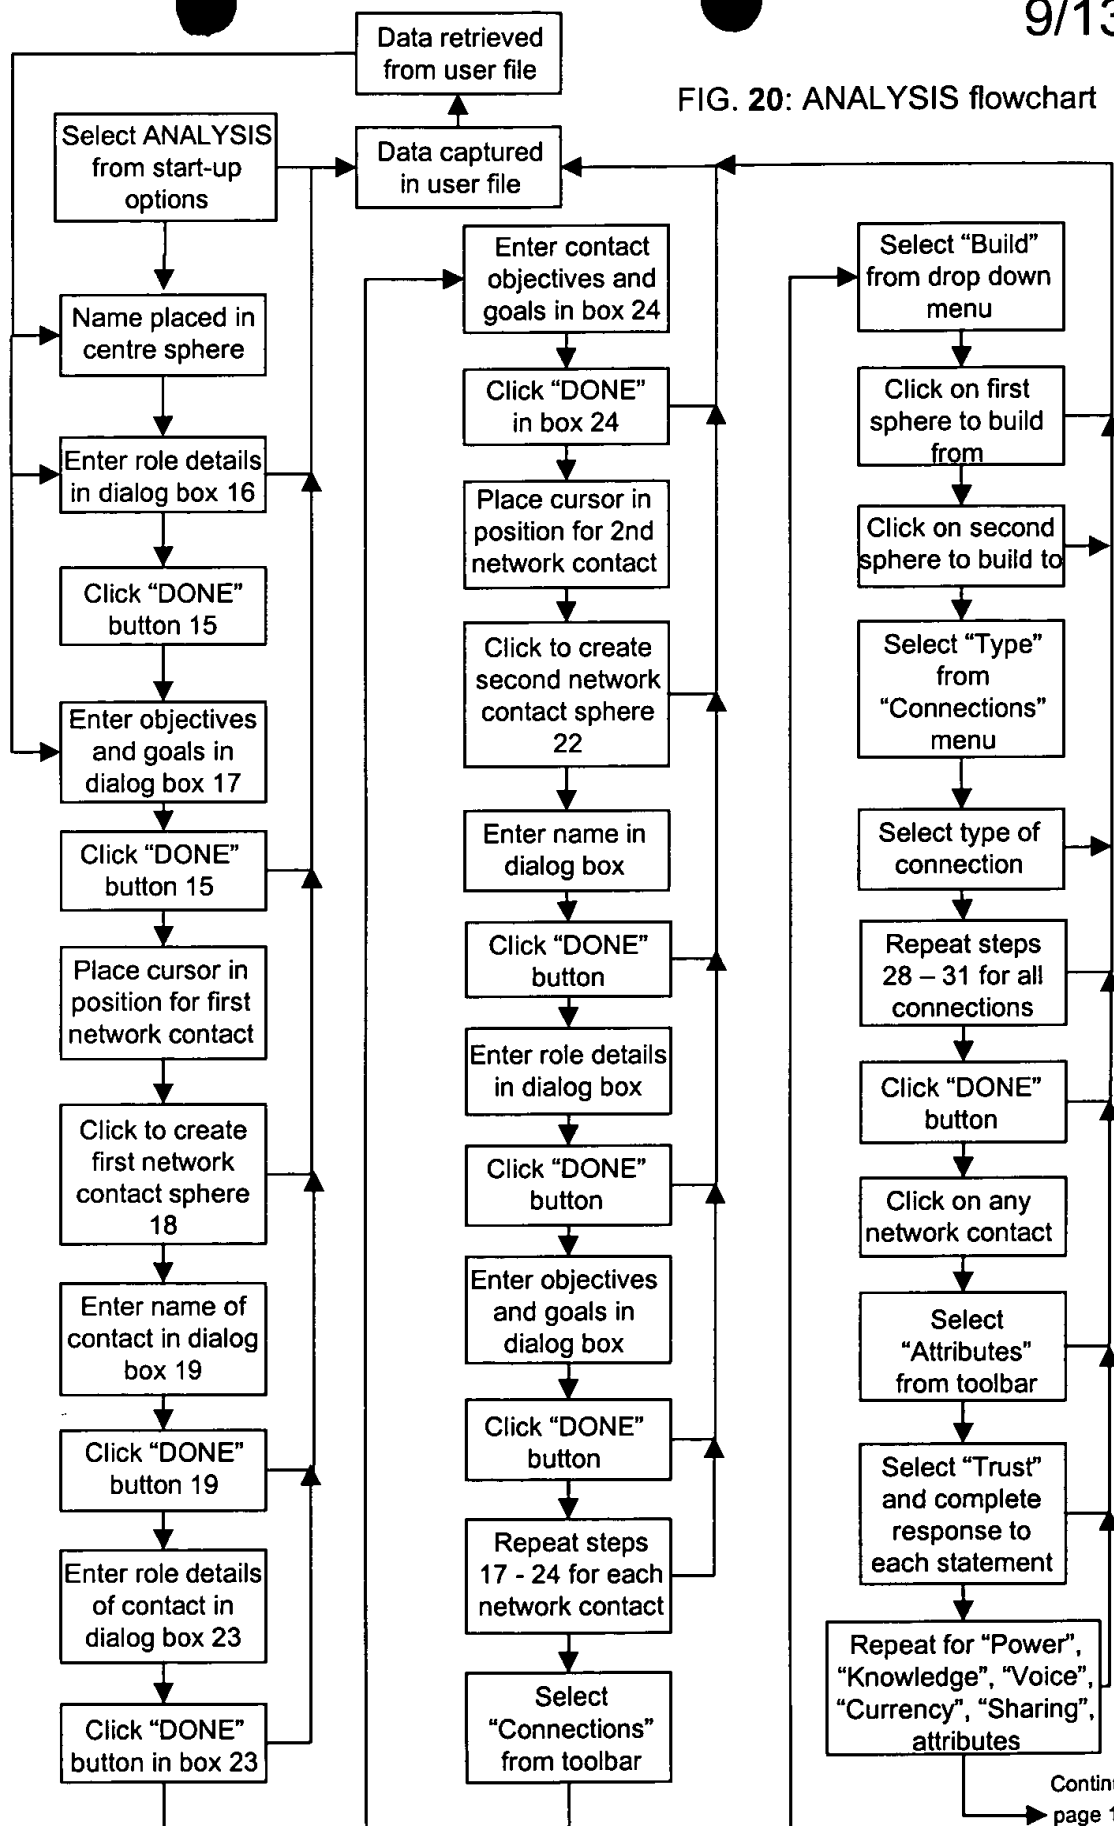 9/13
Data retrieved
from user file
FIG. 20: ANALYSIS flowchart
Data captured
in user file
Select ANALYSIS
from start-up
options
Name placed in
centre sphere
Enter role details
in dialog box 16
Click “DONE”
button 15
Enter objectives
and goals in
dialog box 17
Click “DONE”
button 15
Place cursor in
position for first
network contact
Click to create
first network
contact sphere
18
Enter name of
contact in dialog
box 19
Click “DONE”
button 19
Enter role details
of contact in
dialog box 23
Click “DONE”
button in box 23
Enter contact
objectives and
goals in box 24
Click “DONE”
in box 24
Place cursor in
position for 2nd
network contact
Click to create
second network
contact sphere
22
Enter name in
dialog box
Click “DONE”
button
Enter role details
in dialog box
Click “DONE”
button
Enter objectives
and goals in
dialog box
Click “DONE”
button
Repeat steps
17 - 24 for each
network contact
Select
“Connections”
from toolbar
Select “Build”
from drop down
menu
Click on first
sphere to build
from
Click on second
sphere to build to
Select “Type”
from
“Connections”
menu
Select type of
connection
Repeat steps
28 – 31 for all
connections
Click “DONE”
button
Click on any
network contact
Select
“Attributes”
from toolbar
Select “Trust”
and complete
response to
each statement
Repeat for “Power”,
“Knowledge”, “Voice”,
“Currency”, “Sharing”,
attributes
page